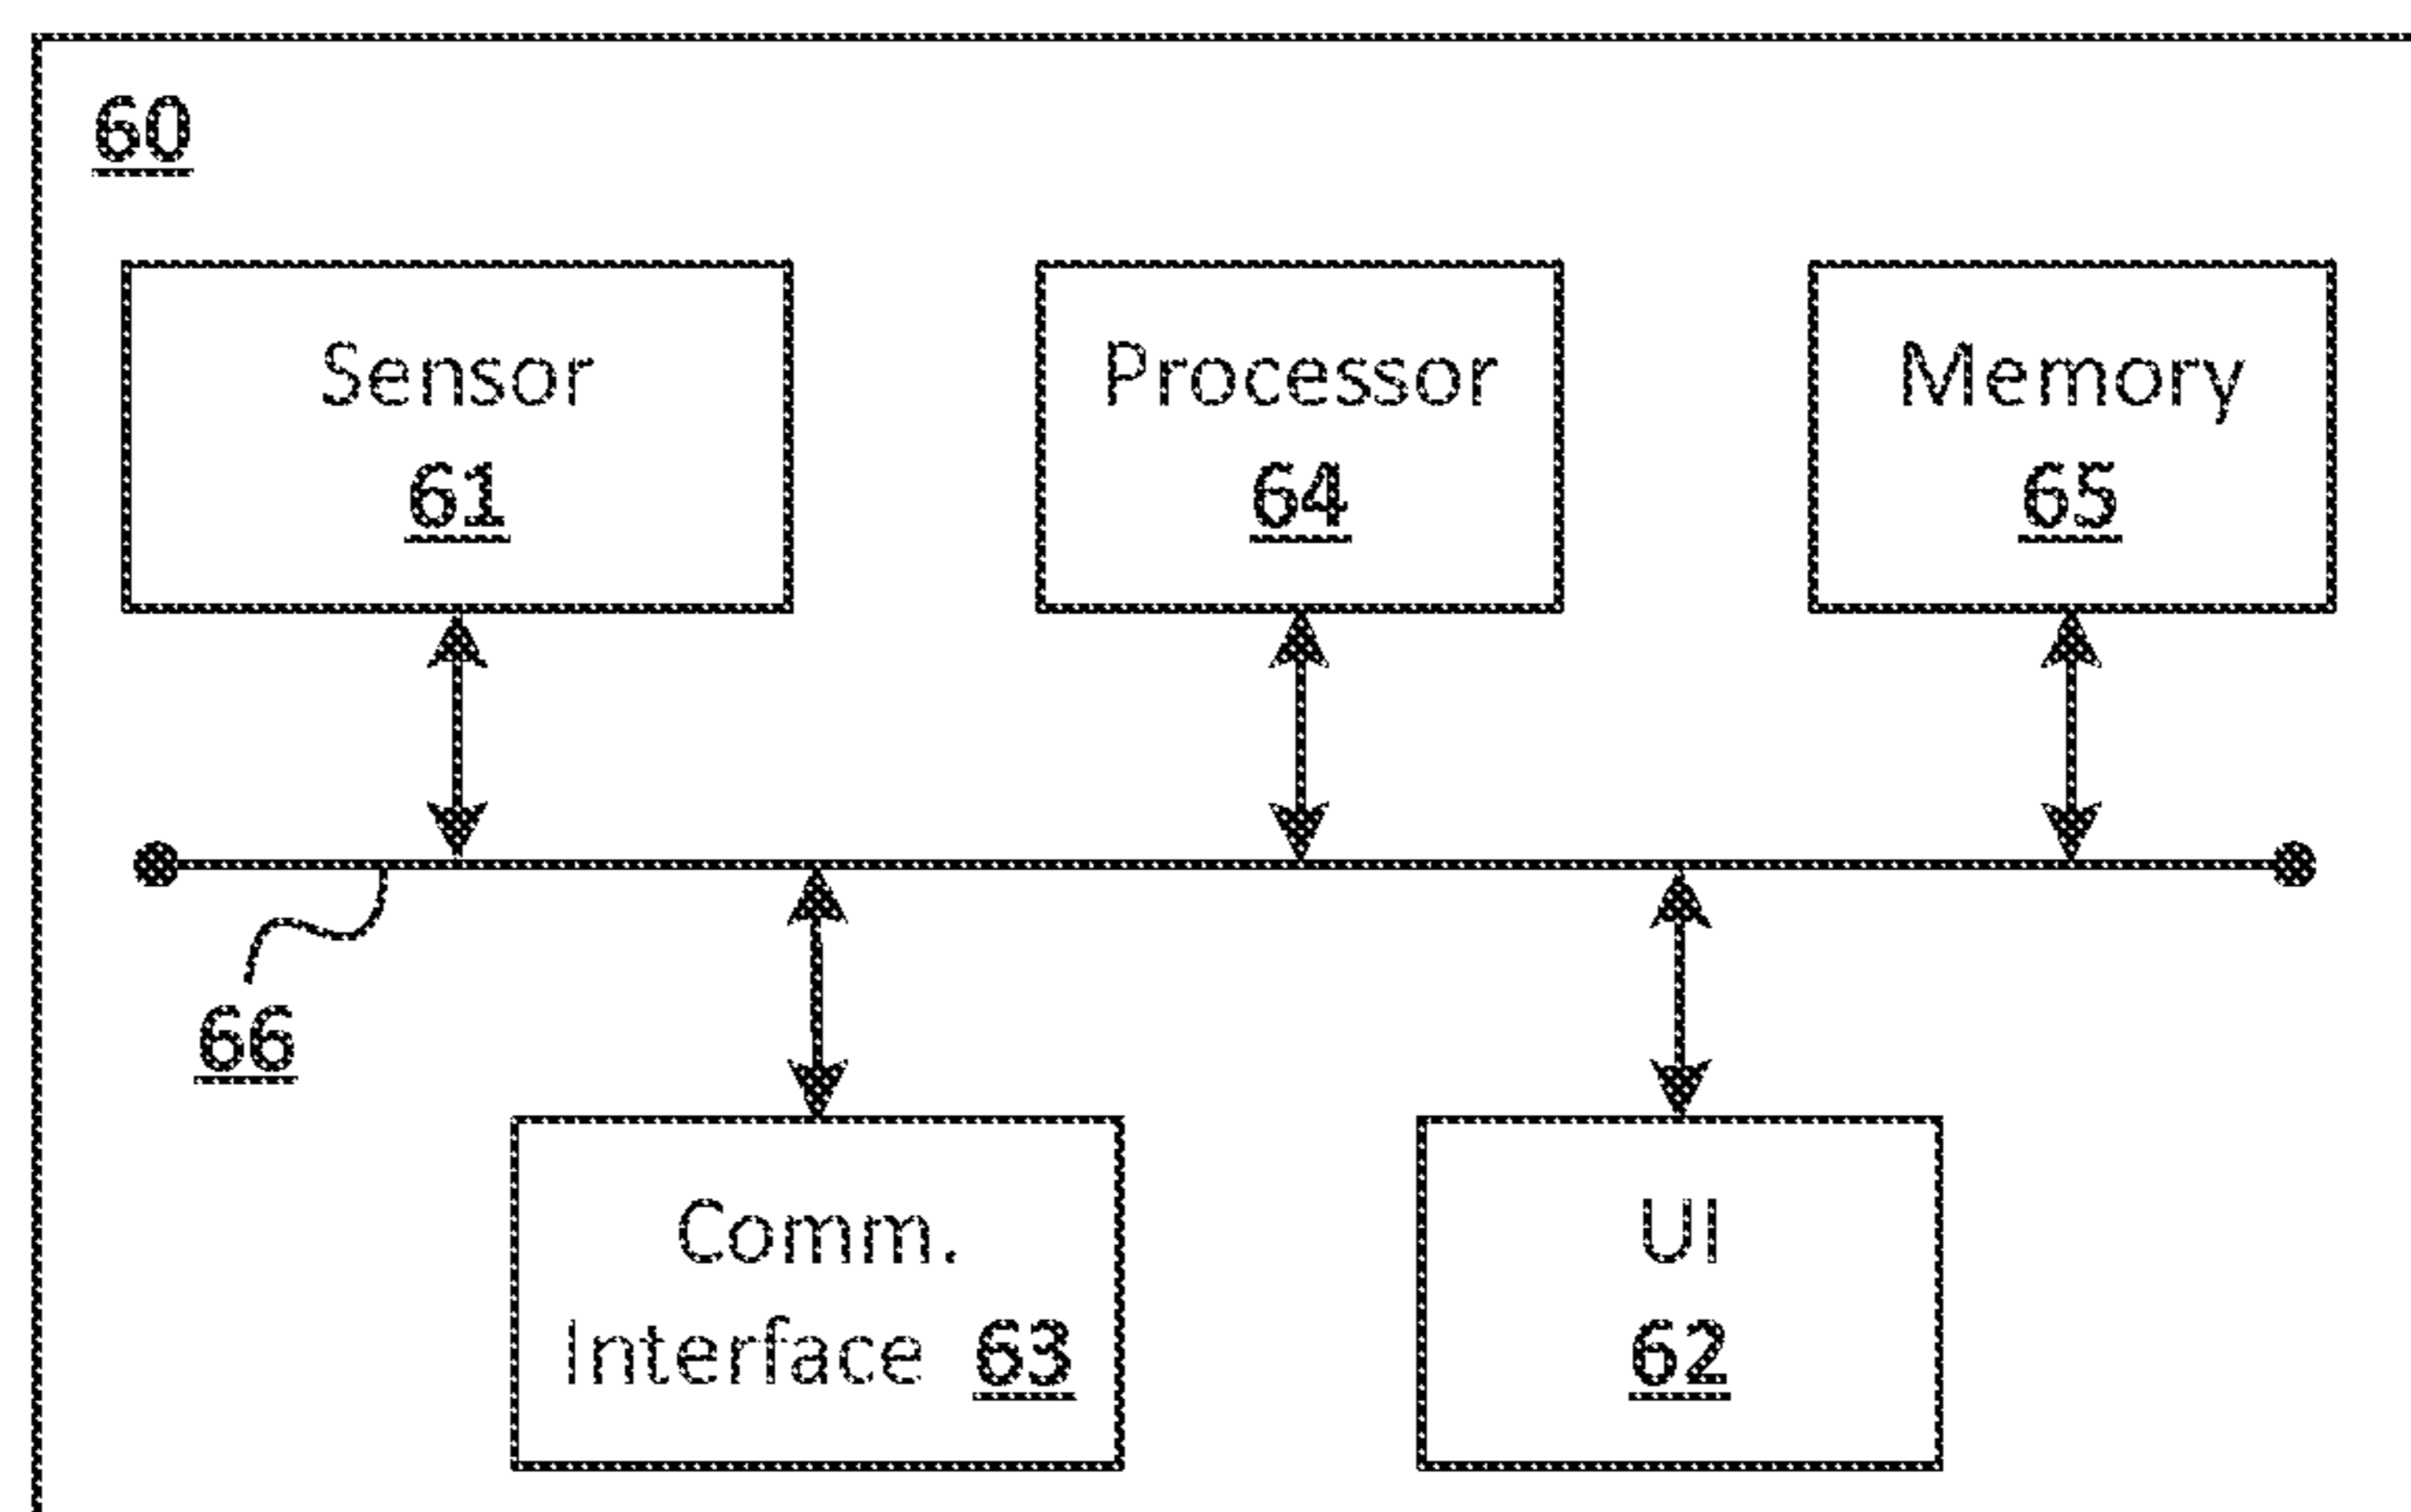 60
Sensor
61
Processor
64
Memory
65
66
Comm.
Interface 63
UI
62